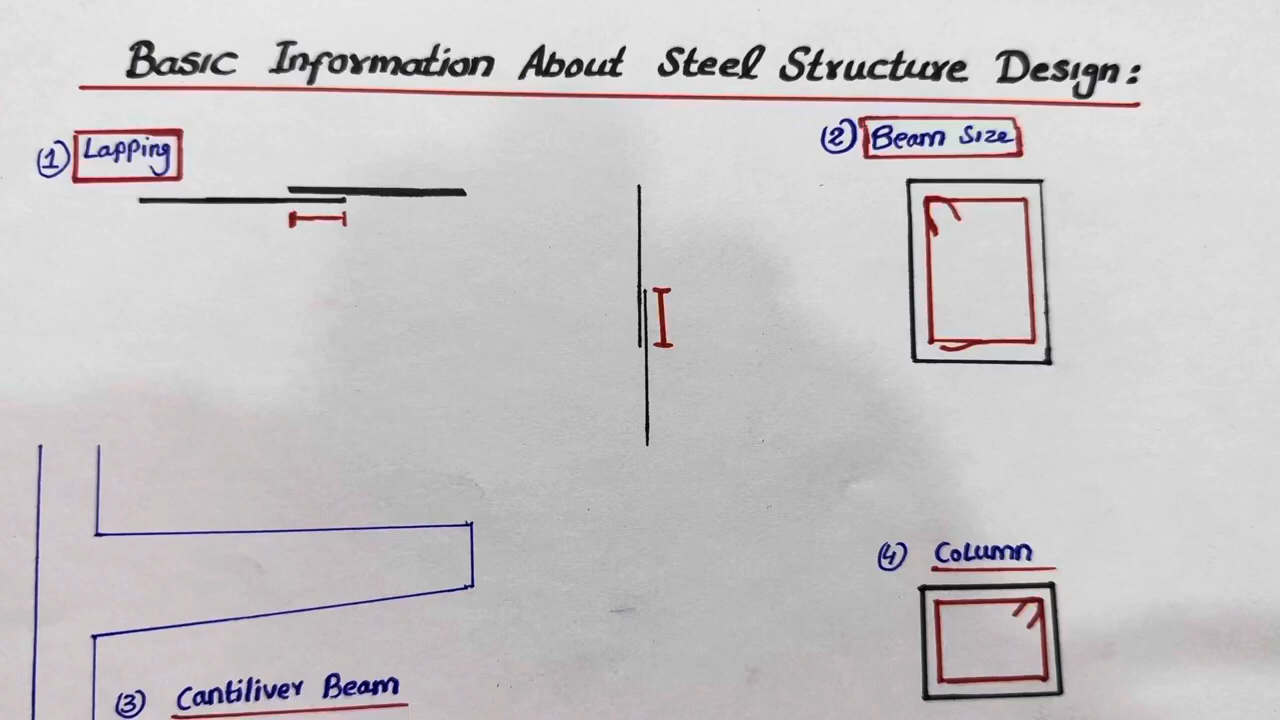 Basic Information About Steel Structure Design:
(1) Lapping
(2) Beam Size
(3) Cantiliver Beam
(4) Column